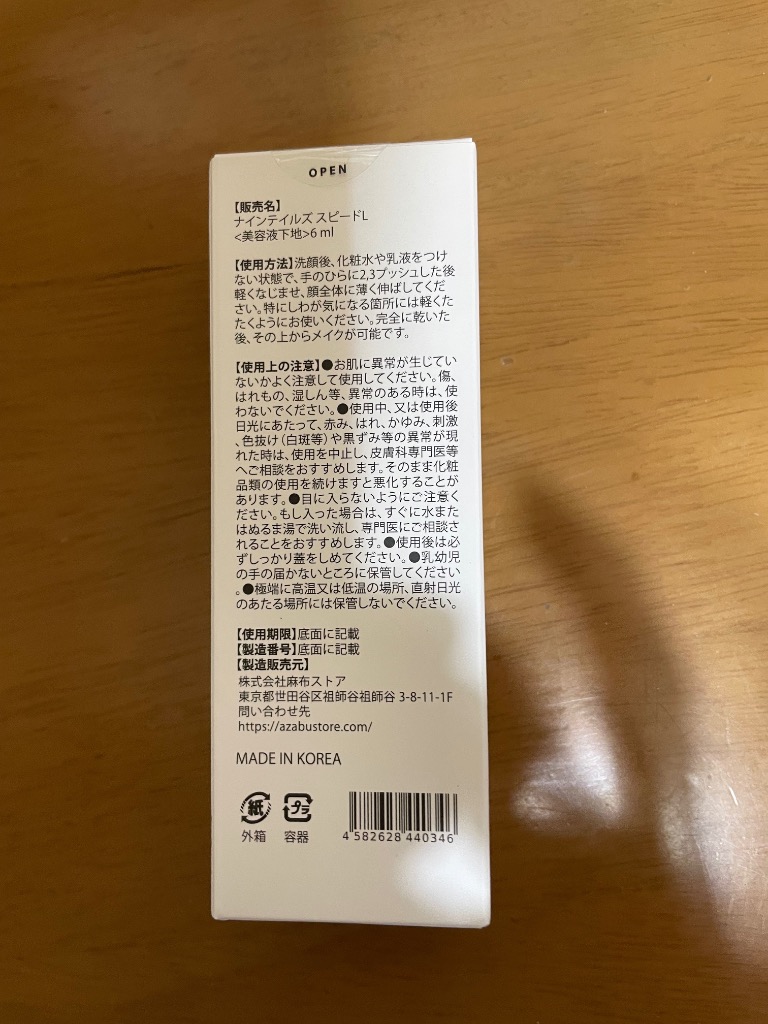 OPEN
【販売名】
ナインテイルズ スピードL
<美容液下地>6 ml
【使用方法】洗顔後、化粧水や乳液をつけ
ない状態で、手のひらに2,3プッシュした後
軽くなじませ、顔全体に薄く伸ばしてくだ
さい。特にしわが気になる箇所には軽くた
たくようにお使いください。完全に乾いた
後、その上からメイクが可能です。
【使用上の注意】●お肌に異常が生じてい
ないかよく注意して使用してください。傷、
はれもの、湿しん等、異常のある時は、使
わないでください。●使用中、又は使用後
日光にあたって、赤み、はれ、かゆみ、刺激
、色抜け（白斑等）や黒ずみ等の異常が現
れた時は、使用を中止し、皮膚科専門医等
へご相談をおすすめします。そのまま化粧
品類の使用を続けますと悪化することが
あります。●目に入らないようにご注意く
ださい。もし入った場合は、すぐに水また
はぬるま湯で洗い流し、専門医にご相談さ
れることをおすすめします。●使用後は必
ずしっかり蓋をしめてください。●乳幼児
の手の届かないところに保管してください
。●極端に高温又は低温の場所、直射日光
のあたる場所には保管しないでください。
【使用期限】底面に記載
【製造番号】底面に記載
【製造販売元】
株式会社麻布ストア
東京都世田谷区祖師谷祖師谷 3-8-11-1F
問い合わせ先
https://azabustore.com/
MADE IN KOREA
紙 プラ
外箱 容器
4 582628 440346